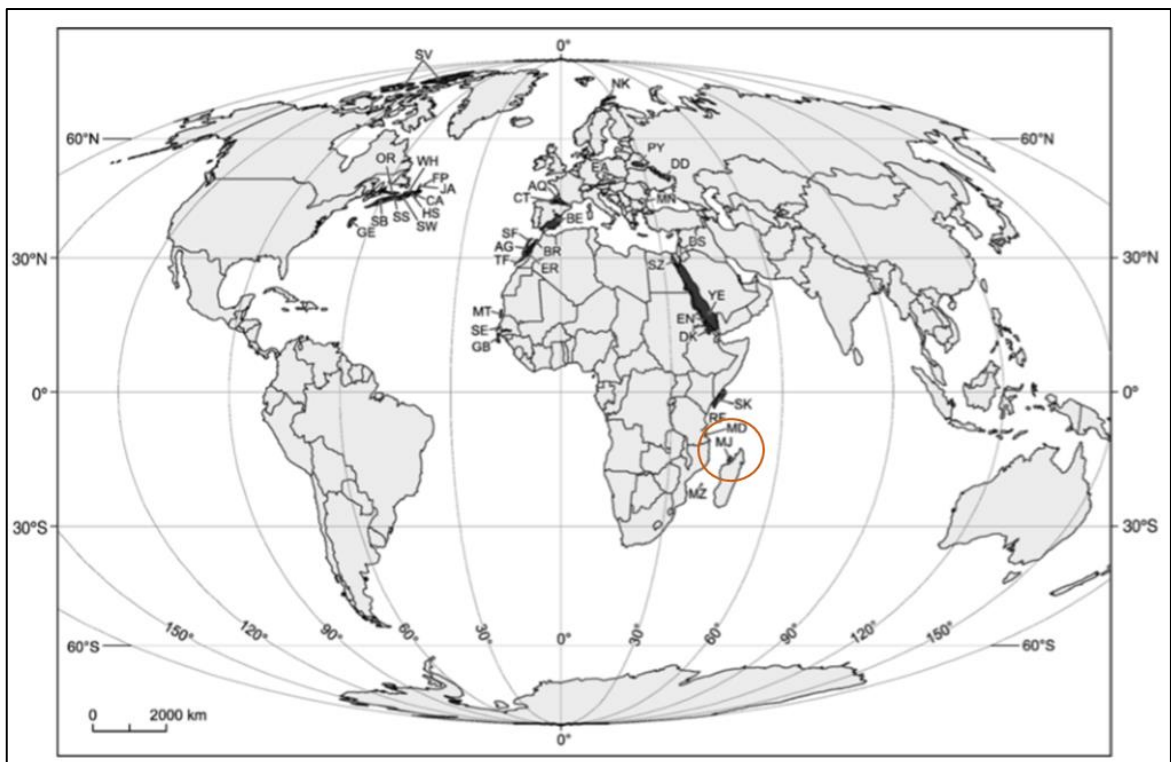 0°
SV
NK
60°N
60°N
PY
OR
WH
EA
DD
FP
AQ
JA
CT
CA
MN
HS
BE
SB
SS
SW
GE
SF
DS
AG
BR
30°N
TF
SZ
30°N
ER
YE
MT
EN
SE
DK
GB
0°
0°
SK
RF
MD
MJ
MZ
30°S
30°S
150°
120°
90°
60°
30°
0°
30°
60°
90°
120°
150°
60°S
60°S
0
2000 km
0°